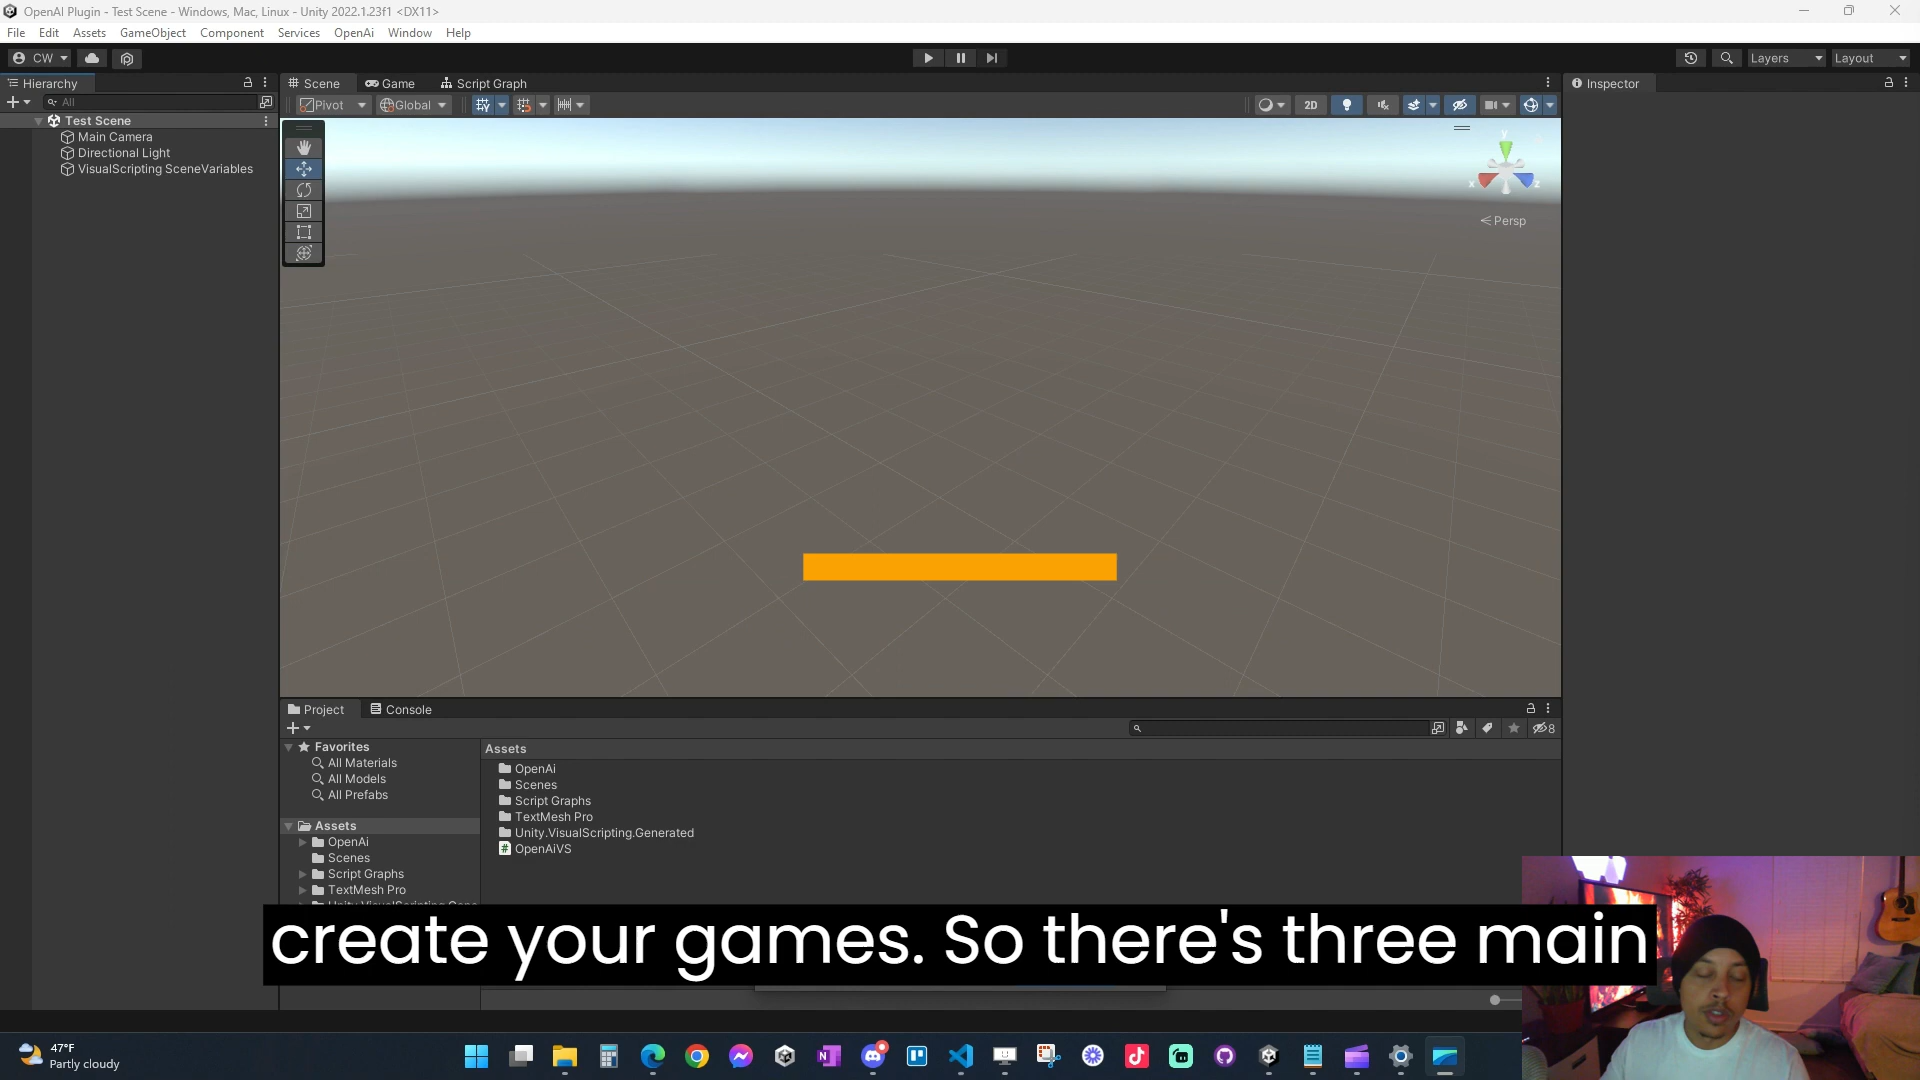 OpenAI Plugin - Test Scene - Windows, Mac, Linux - Unity 2022.1.23f1 <DX11>
File Edit Assets GameObject Component Services OpenAi Window Help
CW Layers Layout
Hierarchy Scene Game Script Graph Inspector
All Pivot Global 2D
Test Scene
Main Camera
Directional Light
VisualScripting SceneVariables
y
x z
Persp
Project Console
8
Favorites
All Materials
All Models
All Prefabs
Assets
OpenAi
Scenes
Script Graphs
TextMesh Pro
Assets
OpenAi
Scenes
Script Graphs
TextMesh Pro
Unity.VisualScripting.Generated
OpenAiVS
create your games. So there's three main
47°F
Partly cloudy